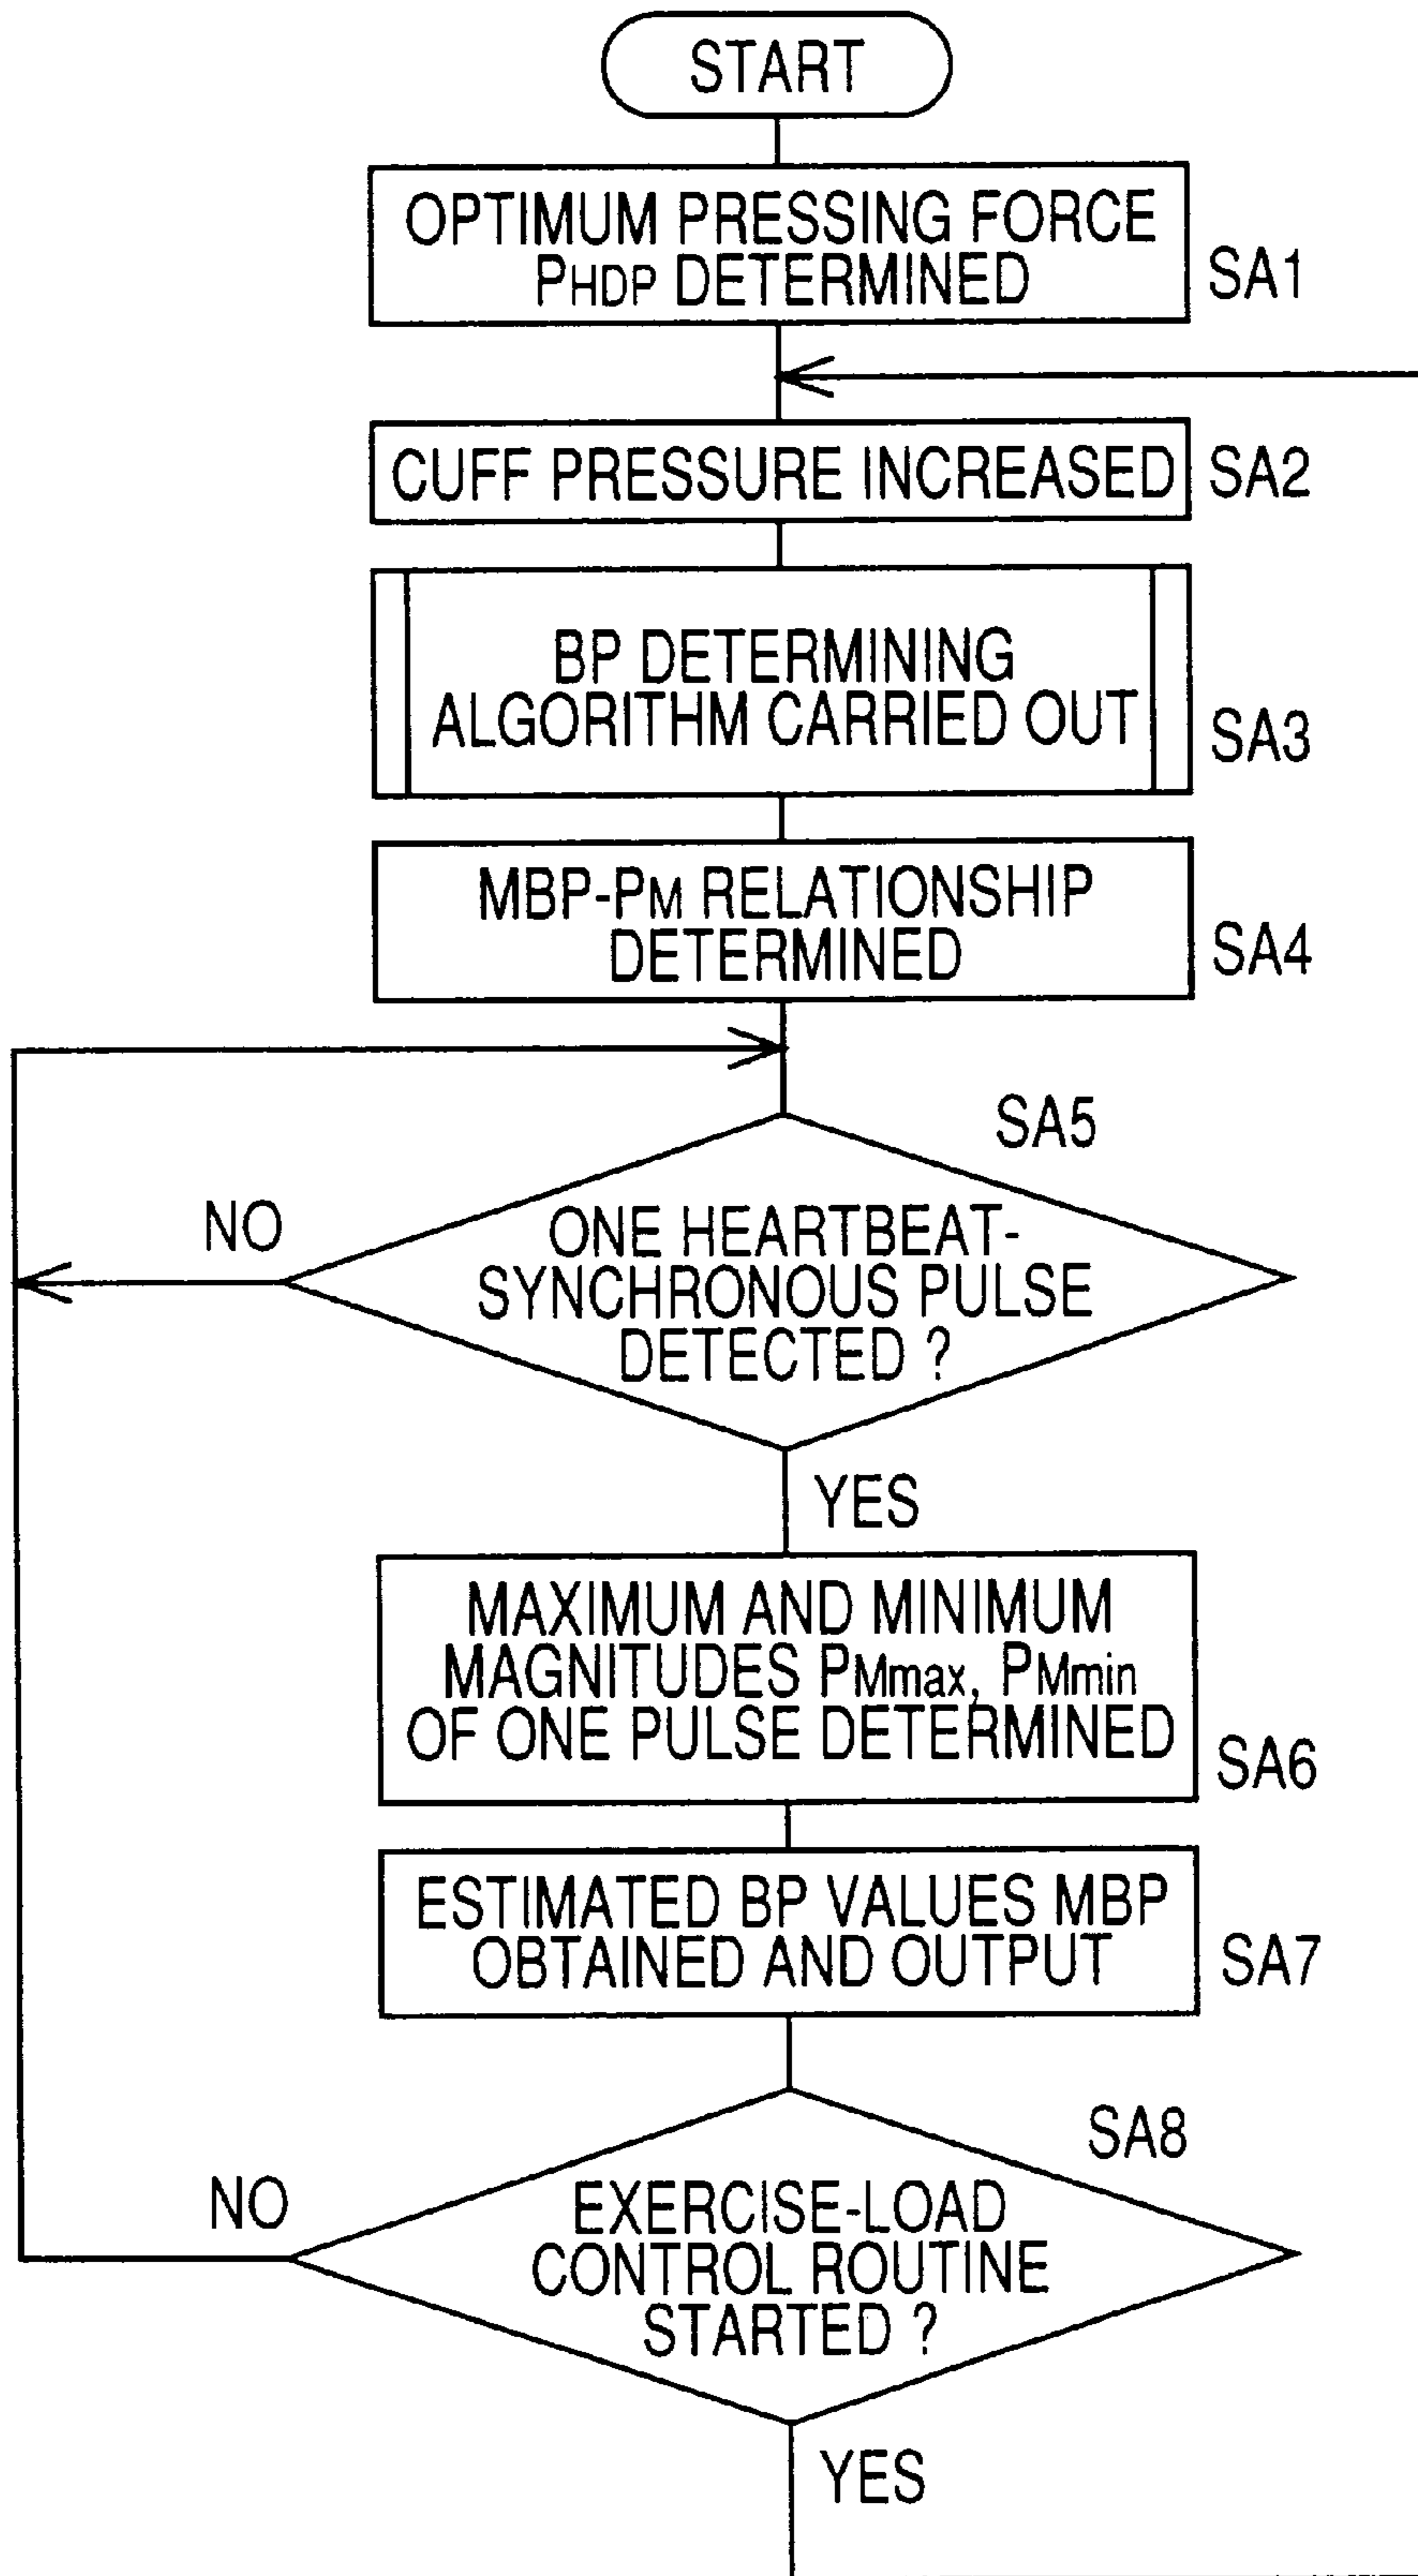 START
OPTIMUM PRESSING FORCE
PHDP DETERMINED
SA1
CUFF PRESSURE INCREASED
SA2
BP DETERMINING
ALGORITHM CARRIED OUT
SA3
MBP-PM RELATIONSHIP
DETERMINED
SA4
SA5
NO
ONE HEARTBEAT-
SYNCHRONOUS PULSE
DETECTED ?
YES
MAXIMUM AND MINIMUM
MAGNITUDES PMmax, PMmin
OF ONE PULSE DETERMINED
SA6
ESTIMATED BP VALUES MBP
OBTAINED AND OUTPUT
SA7
SA8
NO
EXERCISE-LOAD
CONTROL ROUTINE
STARTED ?
YES